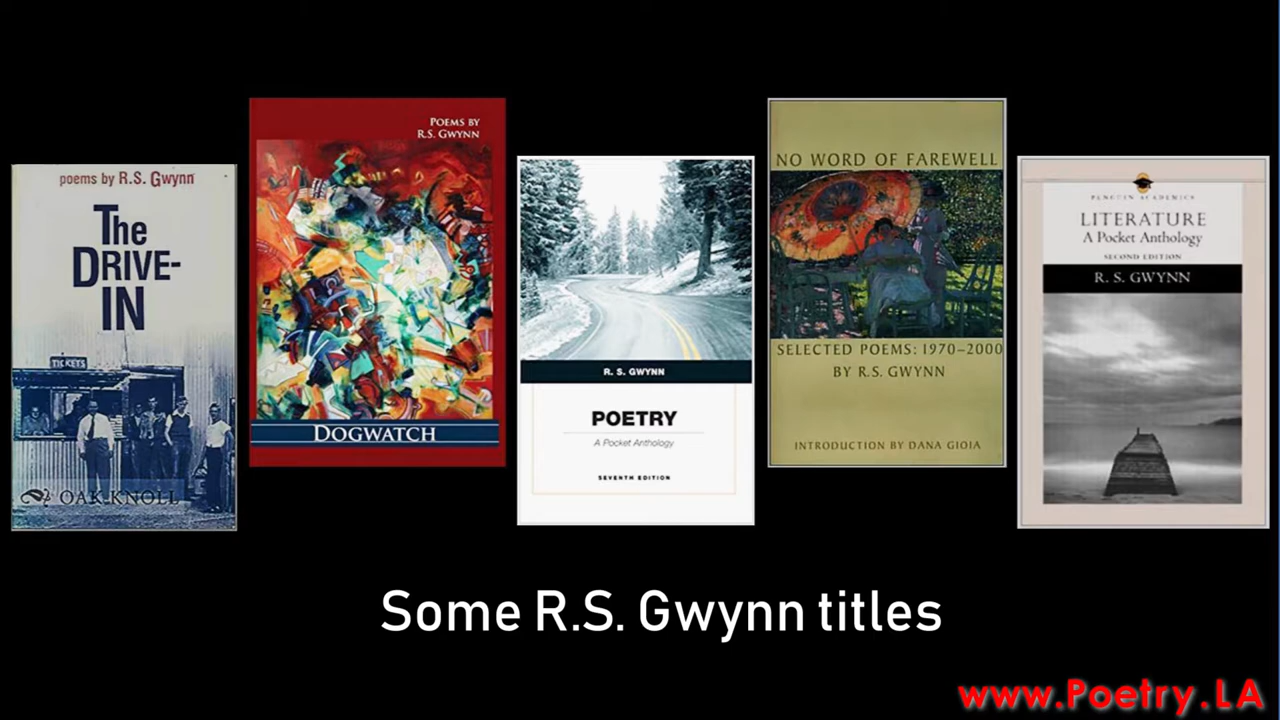 poems by R.S. Gwynn
The
DRIVE-
IN
TICKETS
OAK KNOLL
POEMS BY
R.S. GWYNN
DOGWATCH
R. S. GWYNN
POETRY
A Pocket Anthology
SEVENTH EDITION
NO WORD OF FAREWELL
SELECTED POEMS: 1970–2000
BY R.S. GWYNN
INTRODUCTION BY DANA GIOIA
PENGUIN ACADEMICS
LITERATURE
A Pocket Anthology
SECOND EDITION
R. S. GWYNN
Some R.S. Gwynn titles
www.Poetry.LA